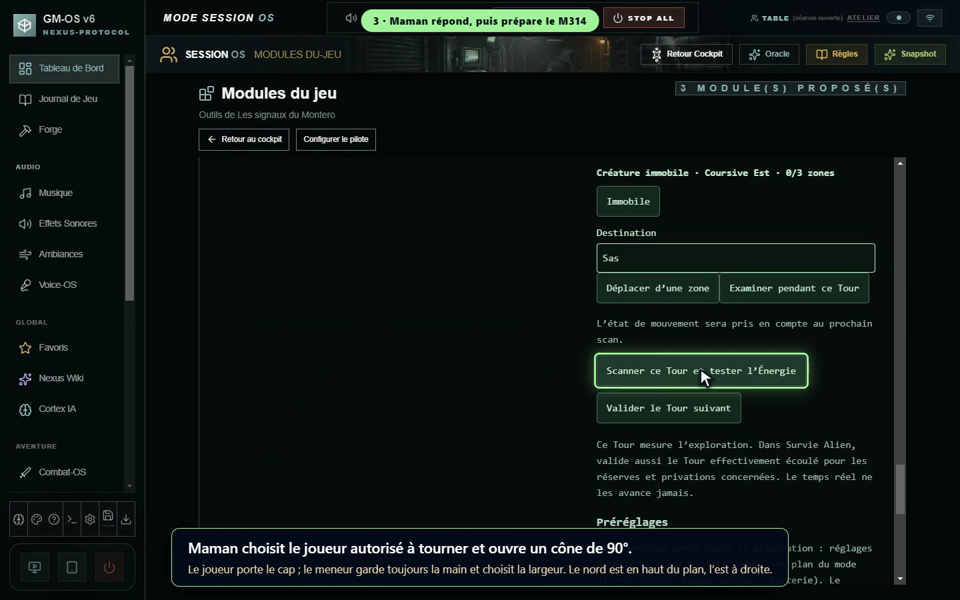 GM-OS v6
NEXUS-PROTOCOL
MODE SESSION OS
3 · Maman répond, puis prépare le M314
STOP ALL
TABLE (séance ouverte) ATELIER
SESSION OS MODULES DU-JEU
Retour Cockpit
Oracle
Règles
Snapshot
Tableau de Bord
Journal de Jeu
Forge
AUDIO
Musique
Effets Sonores
Ambiances
Voice-OS
GLOBAL
Favoris
Nexus Wiki
Cortex IA
AVENTURE
Combat-OS
Modules du jeu
3 MODULE(S) PROPOSÉ(S)
Outils de Les signaux du Montero
Retour au cockpit
Configurer le pilote
Créature immobile · Coursive Est · 0/3 zones
Immobile
Destination
Sas
Déplacer d’une zone
Examiner pendant ce Tour
L’état de mouvement sera pris en compte au prochain
scan.
Scanner ce Tour et tester l’Énergie
Valider le Tour suivant
Ce Tour mesure l’exploration. Dans Survie Alien,
valide aussi le Tour effectivement écoulé pour les
réserves et privations concernées. Le temps réel ne
les avance jamais.
Préréglages
Maman choisit le joueur autorisé à tourner et ouvre un cône de 90°.
Le joueur porte le cap ; le meneur garde toujours la main et choisit la largeur. Le nord est en haut du plan, l’est à droite.